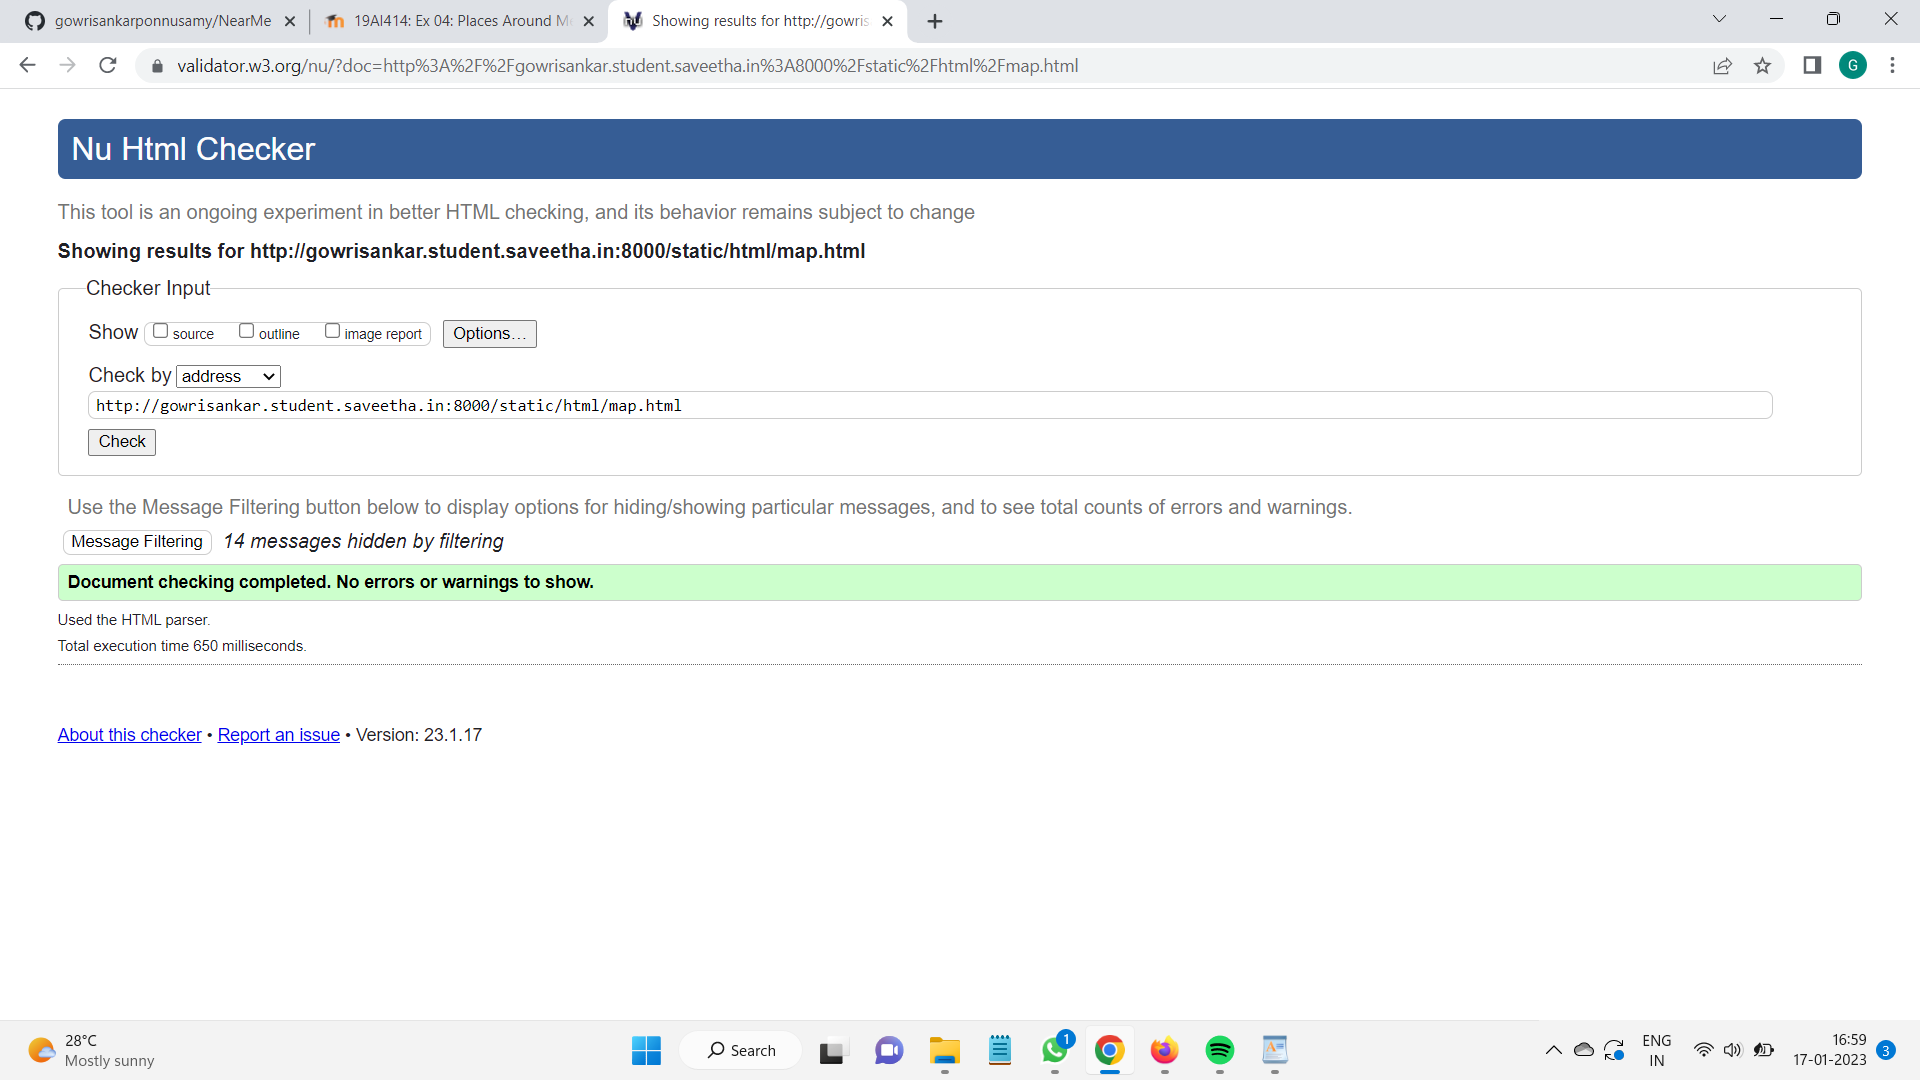 gowrisankarponnusamy/NearMe
19AI414: Ex 04: Places Around M
Showing results for http://gowris
validator.w3.org/nu/?doc=http%3A%2F%2Fgowrisankar.student.saveetha.in%3A8000%2Fstatic%2Fhtml%2Fmap.html
G
Nu Html Checker
This tool is an ongoing experiment in better HTML checking, and its behavior remains subject to change
Showing results for http://gowrisankar.student.saveetha.in:8000/static/html/map.html
Checker Input
Show source outline image report Options…
Check by address
http://gowrisankar.student.saveetha.in:8000/static/html/map.html
Check
Use the Message Filtering button below to display options for hiding/showing particular messages, and to see total counts of errors and warnings.
Message Filtering 14 messages hidden by filtering
Document checking completed. No errors or warnings to show.
Used the HTML parser.
Total execution time 650 milliseconds.
About this checker • Report an issue • Version: 23.1.17
28°C
Mostly sunny
Search
1
ENG
IN
16:59
17-01-2023
3